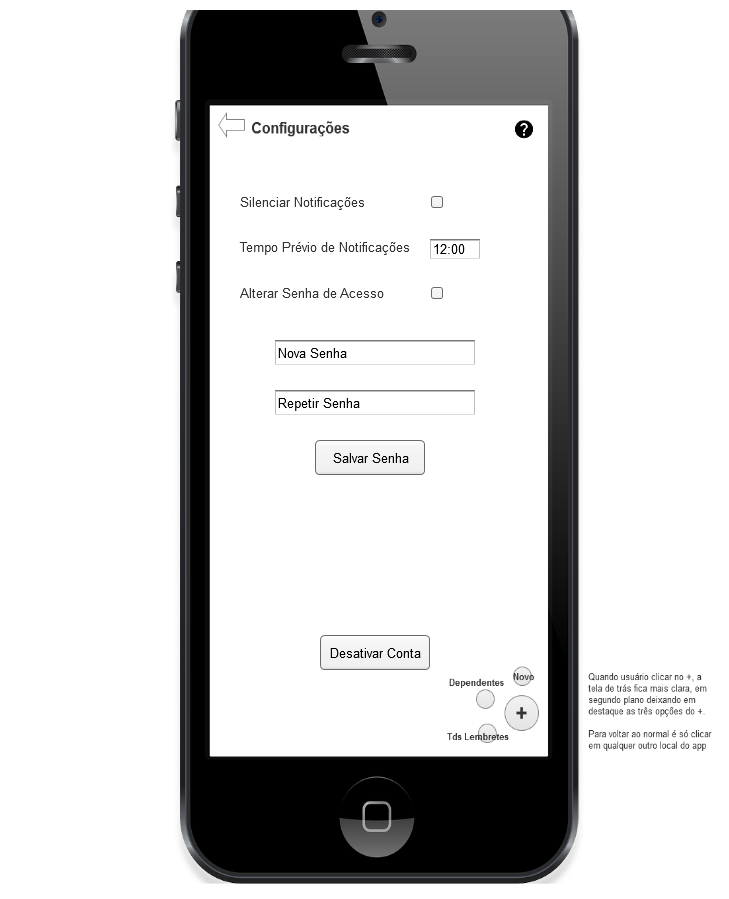 Configurações
?
Silenciar Notificações
Tempo Prévio de Notificações 12:00
Alterar Senha de Acesso
Nova Senha
Repetir Senha
Salvar Senha
Desativar Conta
Novo
Dependentes
+
Tds Lembretes
Quando usuário clicar no +, a
tela de trás fica mais clara, em
segundo plano deixando em
destaque as três opções do +.
Para voltar ao normal é só clicar
em qualquer outro local do app